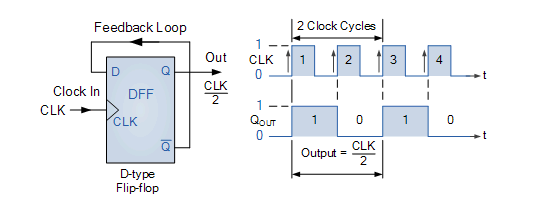 Feedback Loop
D
Q
Out
Clock In
DFF
CLK
CLK
2
CLK
Q
D-type
Flip-flop
2 Clock Cycles
1
CLK
0
1
2
3
4
t
1
QOUT
0
1
0
1
0
t
Output = CLK
2